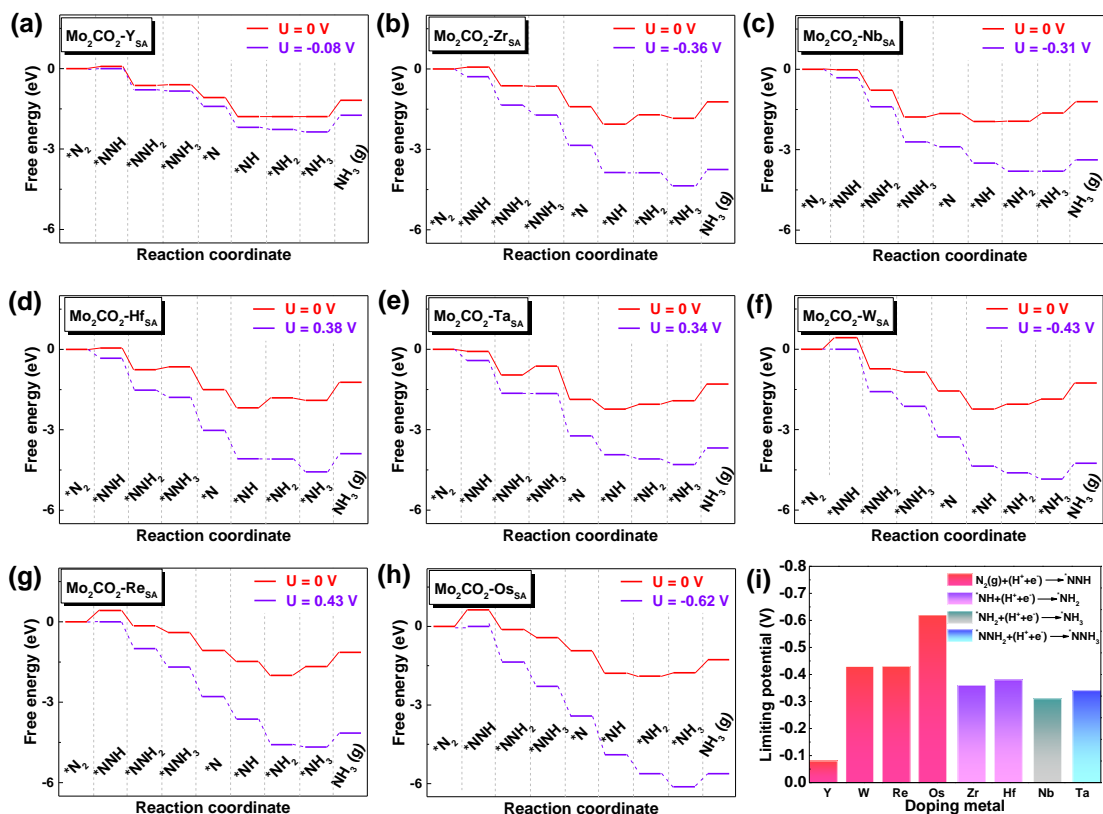 (a)
Mo₂CO₂-Y_SA
U = 0 V
U = -0.08 V
0
-3
-6
Free energy (eV)
*N₂
*NNH
*NNH₂
*NNH₃
*N
*NH
*NH₂
*NH₃
NH₃ (g)
Reaction coordinate
(b)
Mo₂CO₂-Zr_SA
U = 0 V
U = -0.36 V
0
-3
-6
Free energy (eV)
*N₂
*NNH
*NNH₂
*NNH₃
*N
*NH
*NH₂
*NH₃
NH₃ (g)
Reaction coordinate
(c)
Mo₂CO₂-Nb_SA
U = 0 V
U = -0.31 V
0
-3
-6
Free energy (eV)
*N₂
*NNH
*NNH₂
*NNH₃
*N
*NH
*NH₂
*NH₃
NH₃ (g)
Reaction coordinate
(d)
Mo₂CO₂-Hf_SA
U = 0 V
U = 0.38 V
0
-3
-6
Free energy (eV)
*N₂
*NNH
*NNH₂
*NNH₃
*N
*NH
*NH₂
*NH₃
NH₃ (g)
Reaction coordinate
(e)
Mo₂CO₂-Ta_SA
U = 0 V
U = 0.34 V
0
-3
-6
Free energy (eV)
*N₂
*NNH
*NNH₂
*NNH₃
*N
*NH
*NH₂
*NH₃
NH₃ (g)
Reaction coordinate
(f)
Mo₂CO₂-W_SA
U = 0 V
U = -0.43 V
0
-3
-6
Free energy (eV)
*N₂
*NNH
*NNH₂
*NNH₃
*N
*NH
*NH₂
*NH₃
NH₃ (g)
Reaction coordinate
(g)
Mo₂CO₂-Re_SA
U = 0 V
U = 0.43 V
0
-3
-6
Free energy (eV)
*N₂
*NNH
*NNH₂
*NNH₃
*N
*NH
*NH₂
*NH₃
NH₃ (g)
Reaction coordinate
(h)
Mo₂CO₂-Os_SA
U = 0 V
U = -0.62 V
0
-3
-6
Free energy (eV)
*N₂
*NNH
*NNH₂
*NNH₃
*N
*NH
*NH₂
*NH₃
NH₃ (g)
Reaction coordinate
(i)
-0.8
-0.7
-0.6
-0.5
-0.4
-0.3
-0.2
-0.1
0.0
Limiting potential (V)
N₂(g)+(H⁺+e⁻)→*NNH
*NH+(H⁺+e⁻)→*NH₂
*NH₂+(H⁺+e⁻)→*NH₃
*NNH₂+(H⁺+e⁻)→*NNH₃
Y W Re Os Zr Hf Nb Ta
Doping metal